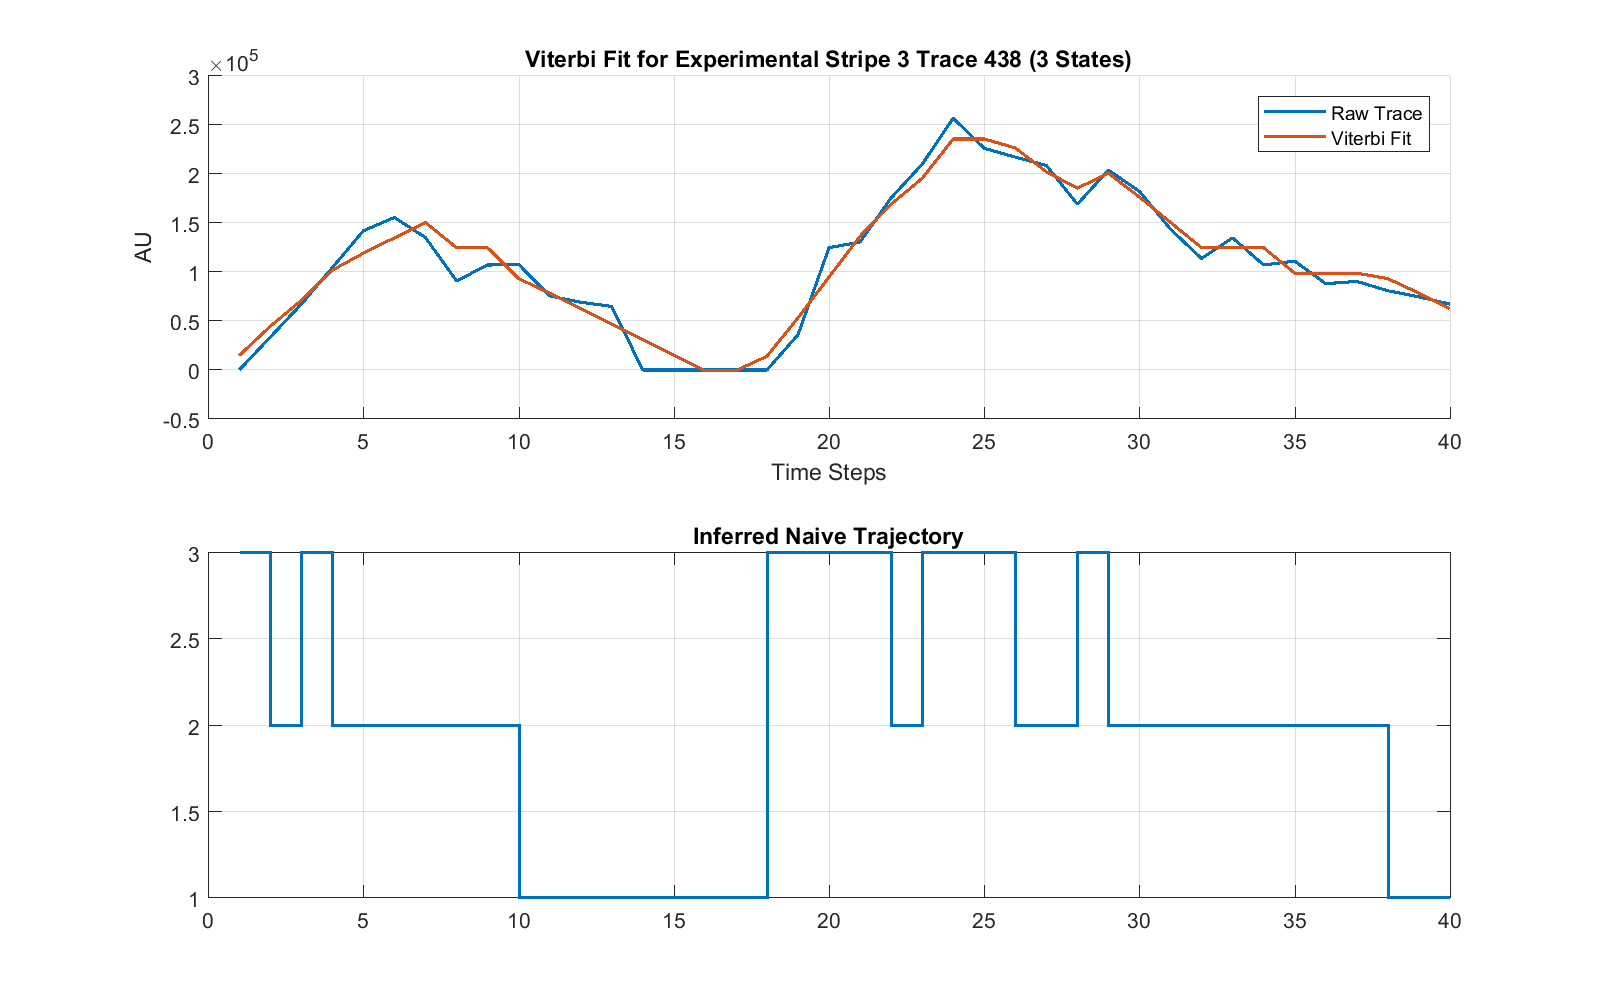 Viterbi Fit for Experimental Stripe 3 Trace 438 (3 States)
×10^5
3
2.5
2
1.5
1
0.5
0
-0.5
AU
Raw Trace
Viterbi Fit
0 5 10 15 20 25 30 35 40
Time Steps
Inferred Naive Trajectory
3
2.5
2
1.5
1
0 5 10 15 20 25 30 35 40